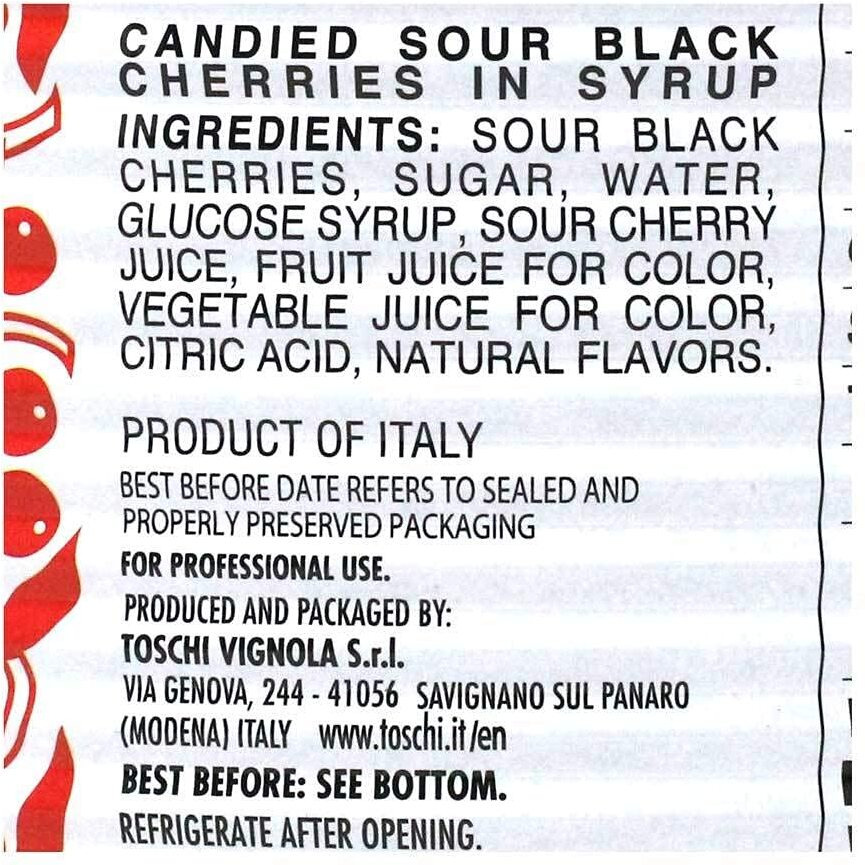 CANDIED SOUR BLACK
CHERRIES IN SYRUP
INGREDIENTS: SOUR BLACK
CHERRIES, SUGAR, WATER,
GLUCOSE SYRUP, SOUR CHERRY
JUICE, FRUIT JUICE FOR COLOR,
VEGETABLE JUICE FOR COLOR,
CITRIC ACID, NATURAL FLAVORS.
PRODUCT OF ITALY
BEST BEFORE DATE REFERS TO SEALED AND
PROPERLY PRESERVED PACKAGING
FOR PROFESSIONAL USE.
PRODUCED AND PACKAGED BY:
TOSCHI VIGNOLA S.r.l.
VIA GENOVA, 244 - 41056 SAVIGNANO SUL PANARO
(MODENA) ITALY www.toschi.it/en
BEST BEFORE: SEE BOTTOM.
REFRIGERATE AFTER OPENING.